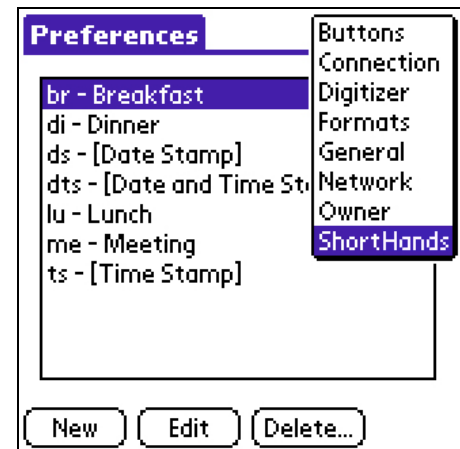 Preferences
br - Breakfast
di - Dinner
ds - [Date Stamp]
dts - [Date and Time St
lu - Lunch
me - Meeting
ts - [Time Stamp]
Buttons
Connection
Digitizer
Formats
General
Network
Owner
ShortHands
New Edit Delete...